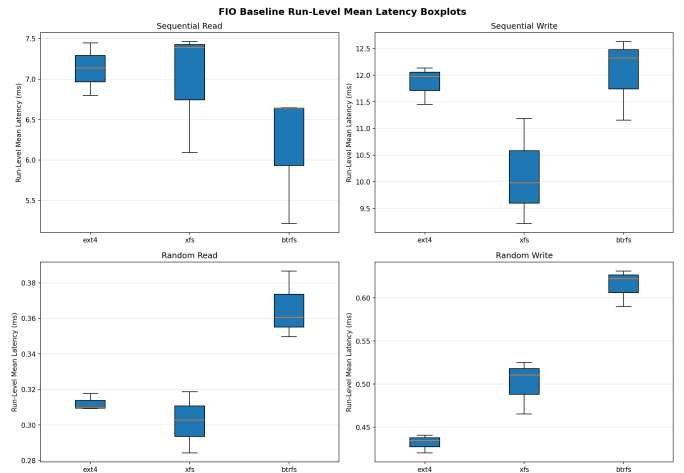 FIO Baseline Run-Level Mean Latency Boxplots
Sequential Read
Run-Level Mean Latency (ms)
7.5
7.0
6.5
6.0
5.5
ext4 xfs btrfs
Sequential Write
Run-Level Mean Latency (ms)
12.5
12.0
11.5
11.0
10.5
10.0
9.5
ext4 xfs btrfs
Random Read
Run-Level Mean Latency (ms)
0.38
0.36
0.34
0.32
0.30
0.28
ext4 xfs btrfs
Random Write
Run-Level Mean Latency (ms)
0.60
0.55
0.50
0.45
ext4 xfs btrfs